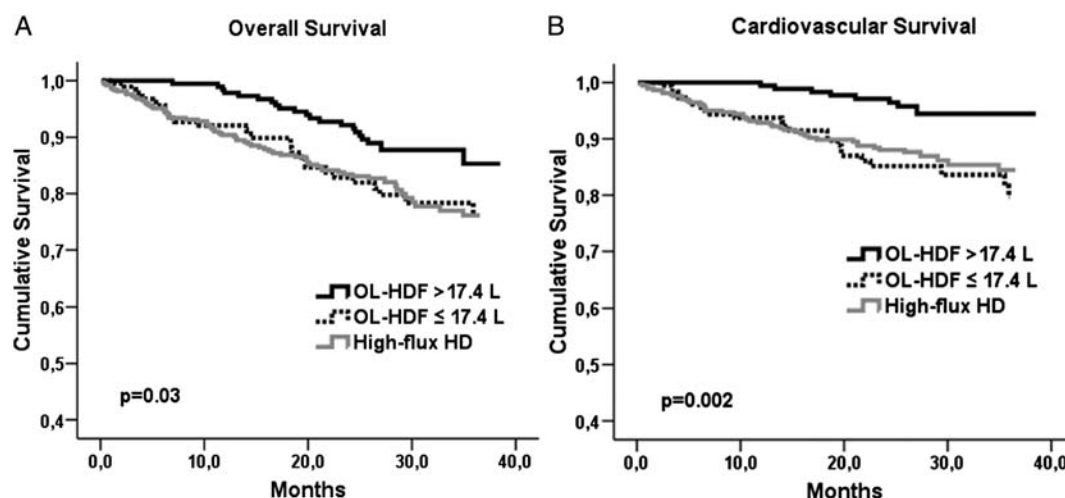 A
Overall Survival
Cumulative Survival
1,0
0,9
0,8
0,7
0,6
0,5
0,4
OL-HDF >17.4 L
OL-HDF ≤ 17.4 L
High-flux HD
p=0.03
0,0 10,0 20,0 30,0 40,0
Months
B
Cardiovascular Survival
Cumulative Survival
1,0
0,9
0,8
0,7
0,6
0,5
0,4
OL-HDF >17.4 L
OL-HDF ≤ 17.4 L
High-flux HD
p=0.002
0,0 10,0 20,0 30,0 40,0
Months